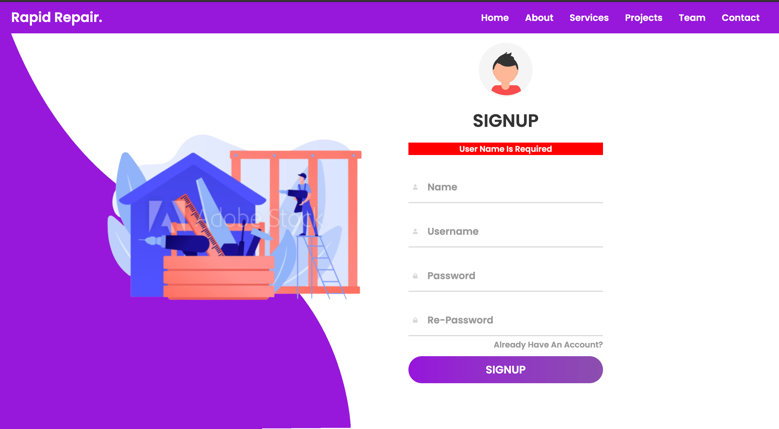 Rapid Repair.
Home About Services Projects Team Contact
SIGNUP
User Name Is Required
Name
Username
Password
Re-Password
Already Have An Account?
SIGNUP
Adobe Stock